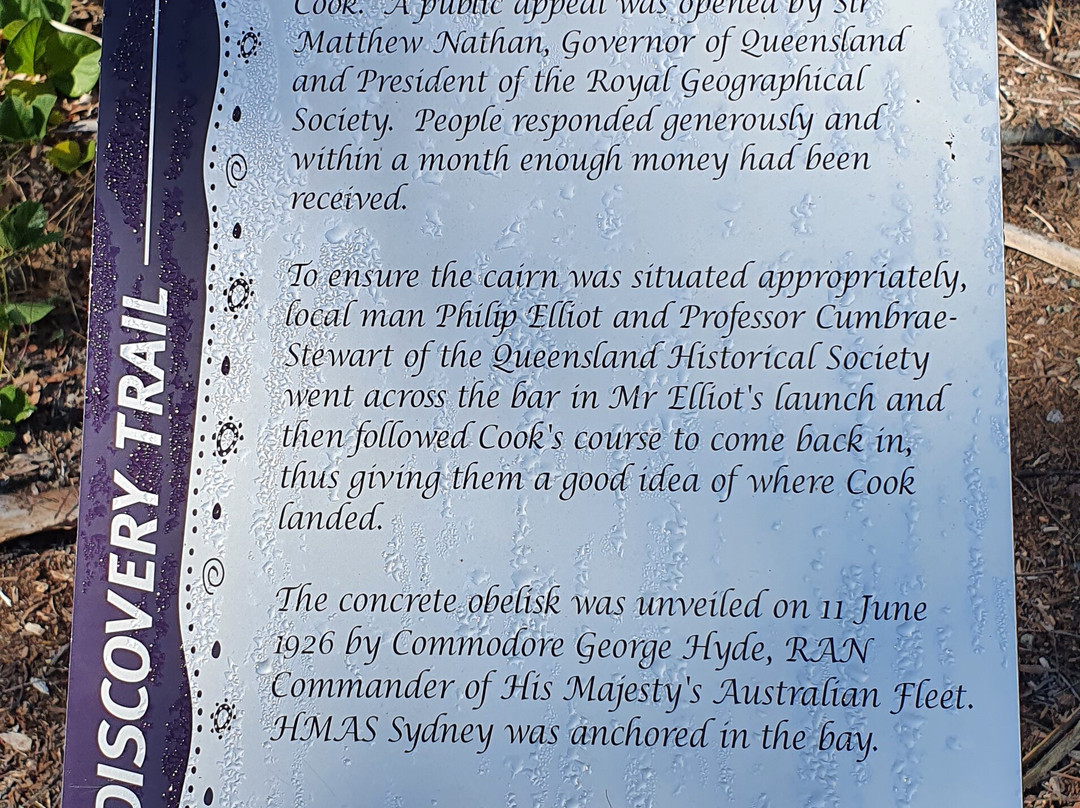 Cook. A public appeal was opened by Sir
Matthew Nathan, Governor of Queensland
and President of the Royal Geographical
Society. People responded generously and
within a month enough money had been
received.
To ensure the cairn was situated appropriately,
local man Philip Elliot and Professor Cumbrae-
Stewart of the Queensland Historical Society
went across the bar in Mr Elliot's launch and
then followed Cook's course to come back in,
thus giving them a good idea of where Cook
landed.
The concrete obelisk was unveiled on 11 June
1926 by Commodore George Hyde, RAN
Commander of His Majesty's Australian Fleet.
HMAS Sydney was anchored in the bay.
DISCOVERY TRAIL